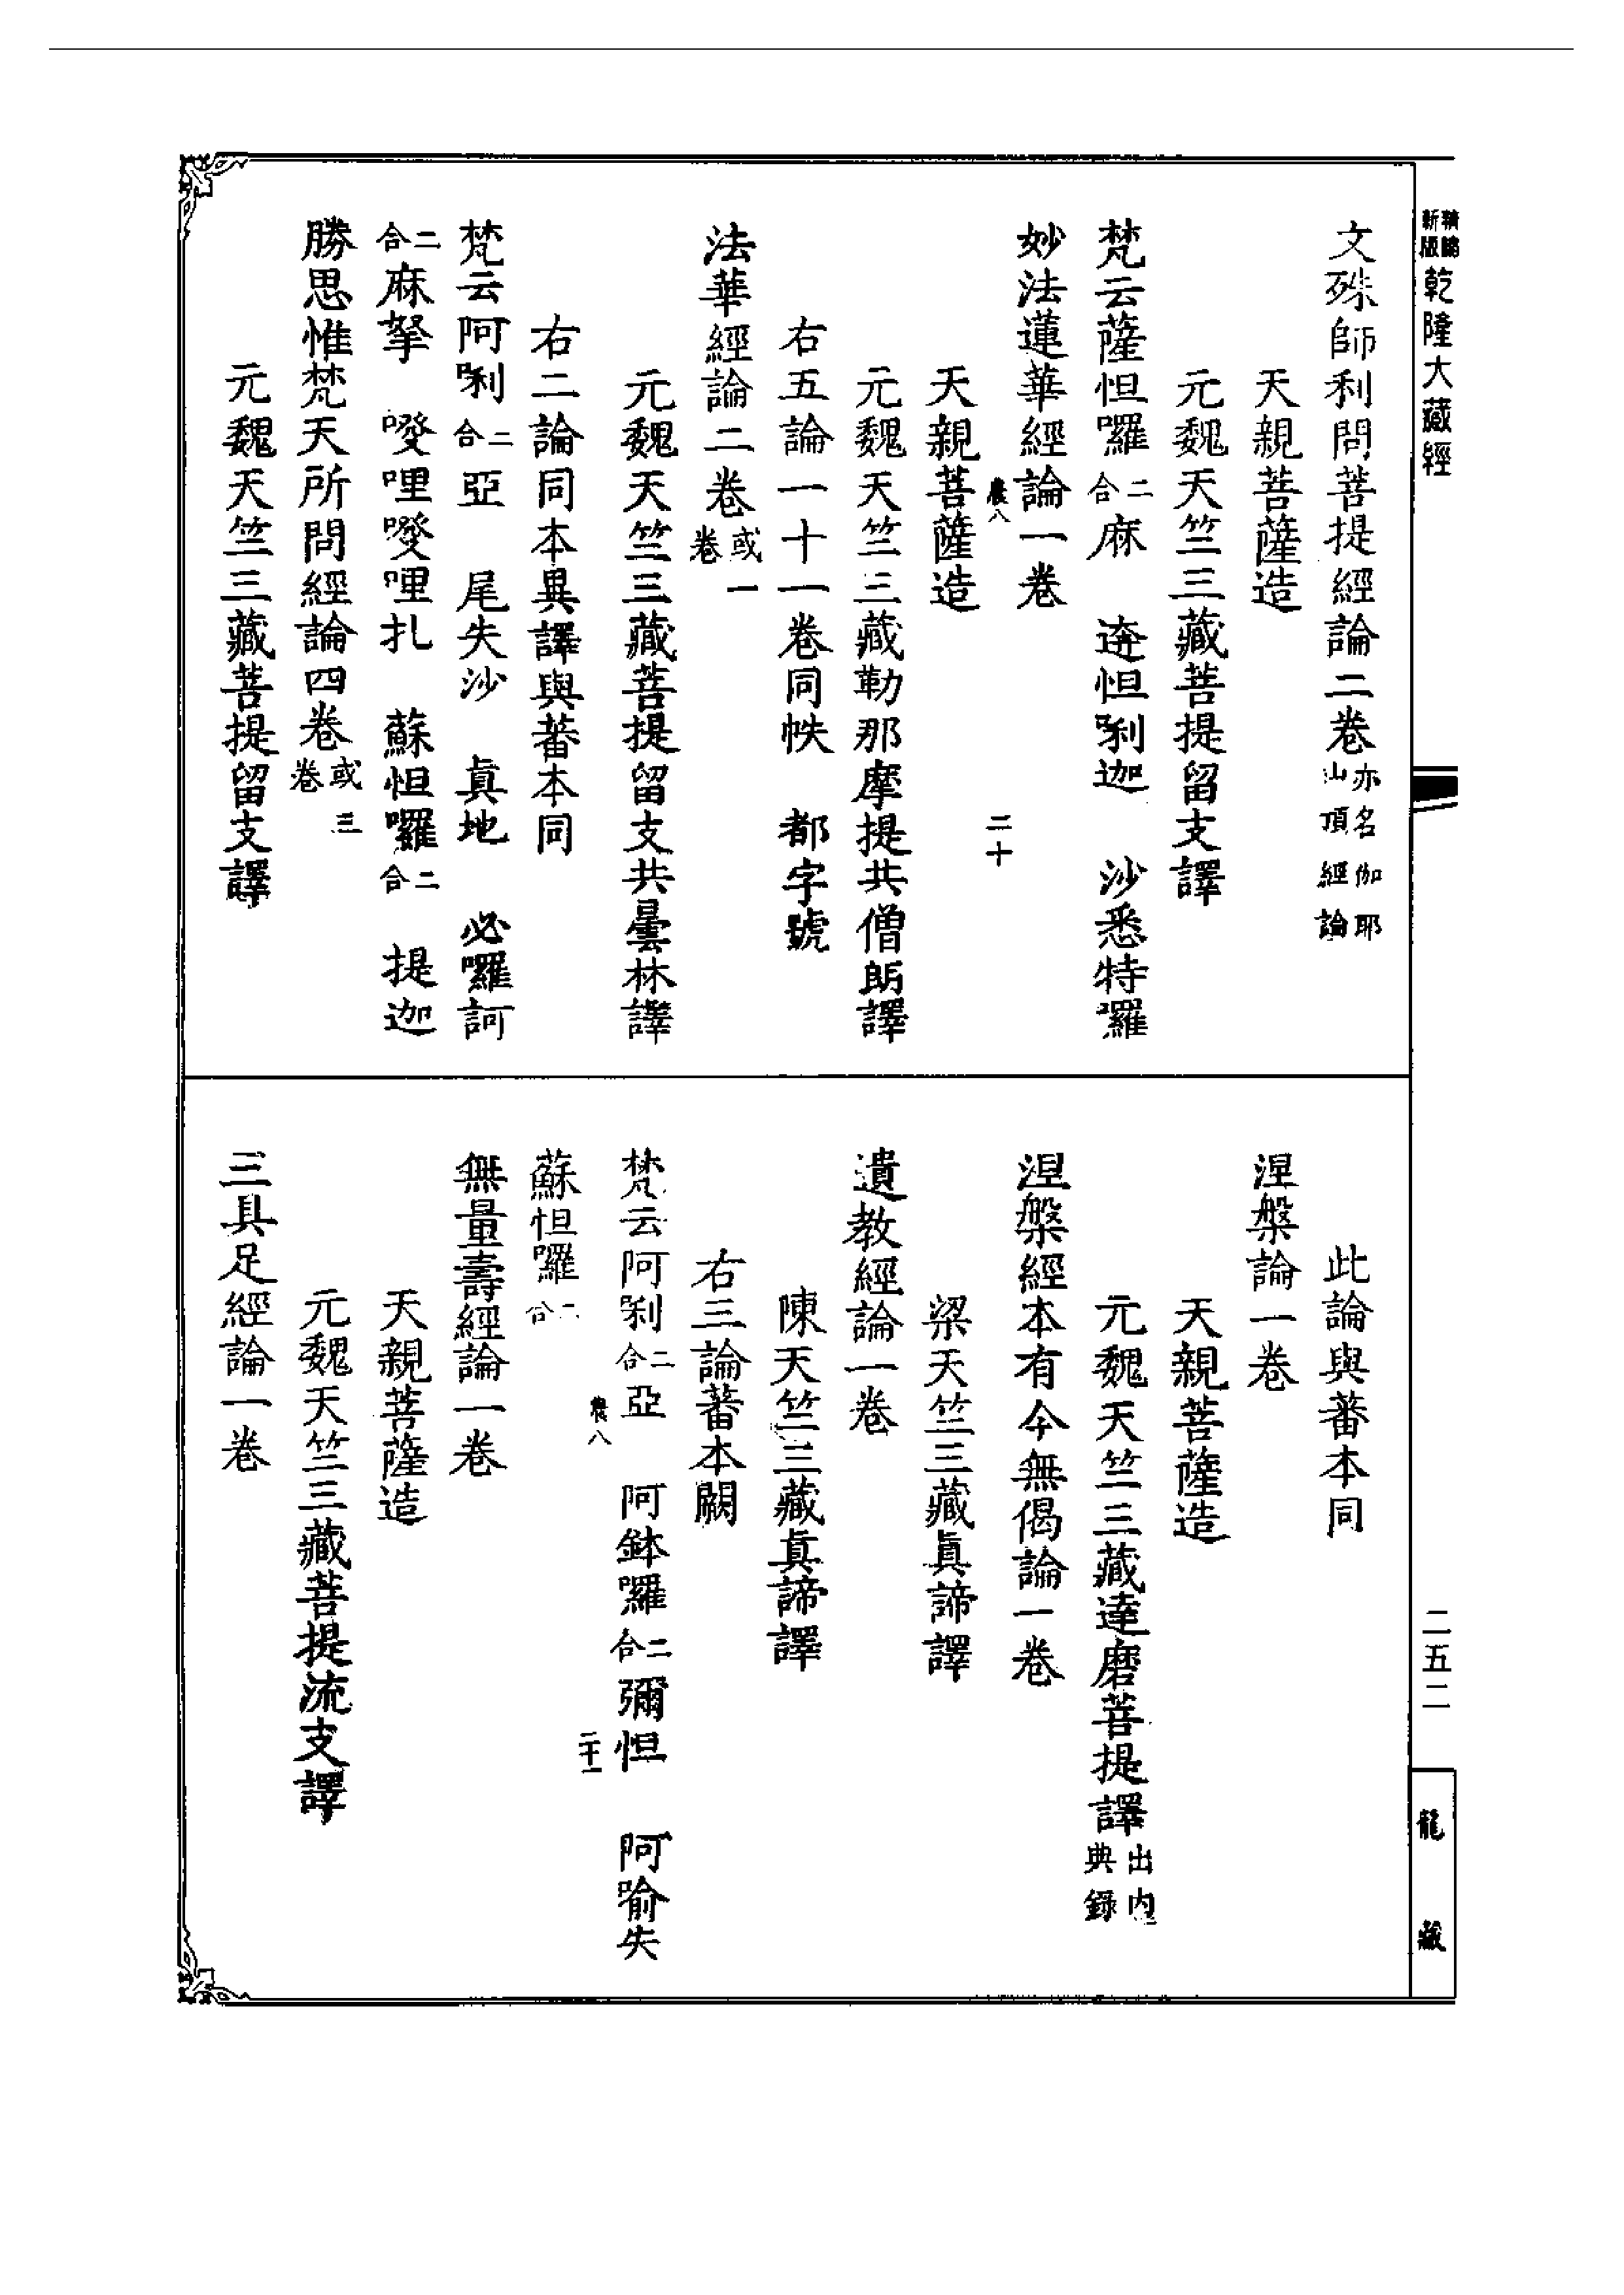 新版精縮乾隆大藏經
文殊師利問菩提經論二卷亦名伽耶山頂經論
天親菩薩造
元魏天竺三藏菩提留支譯
梵云薩怛囉二合麻 迻怛唎迦 沙悉特囉
妙法蓮華經論一卷
農八 二十
天親菩薩造
元魏天竺三藏勒那摩提共僧朗譯
右五論一十一卷同帙 都字號
法華經論二卷或一卷
元魏天竺三藏菩提留支共曇林譯
右二論同本異譯與蕃本同
梵云阿唎二合亞 尾失沙 真地 必囉訶
二合麻拏 哩哩扎 蘇怛囉二合 提迦
勝思惟梵天所問經論四卷或三卷
元魏天竺三藏菩提留支譯
此論與蕃本同
涅槃論一卷
天親菩薩造
元魏天竺三藏達磨菩提譯出內典錄
涅槃經本有今無偈論一卷
梁天竺三藏真諦譯
遺教經論一卷
陳天竺三藏真諦譯
右三論蕃本闕
梵云阿唎二合亞 阿鉢囉二合彌怛 阿喻失
農八 二十一
蘇怛囉二合
無量壽經論一卷
天親菩薩造
元魏天竺三藏菩提流支譯
三具足經論一卷
二五二
龍藏